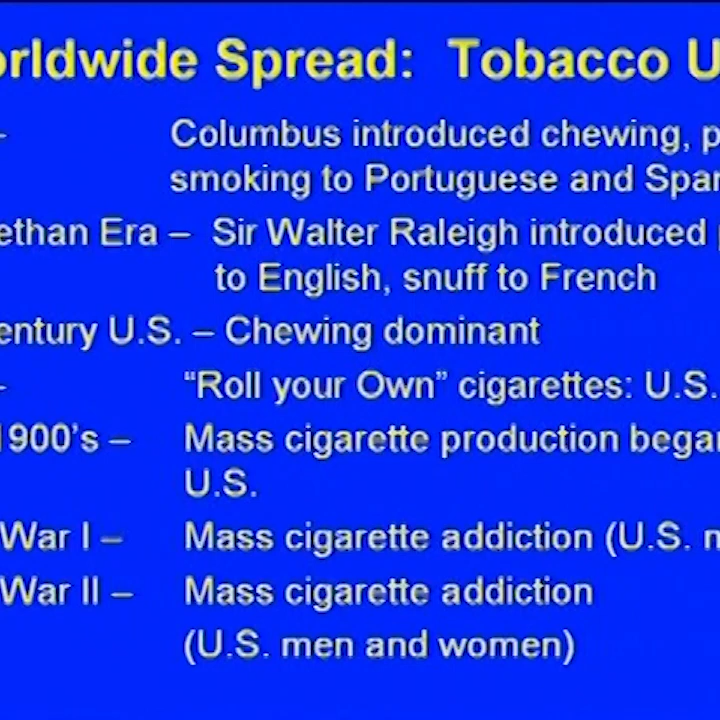 orldwide Spread: Tobacco U
- Columbus introduced chewing, p
smoking to Portuguese and Span
ethan Era – Sir Walter Raleigh introduced p
to English, snuff to French
entury U.S. – Chewing dominant
- “Roll your Own” cigarettes: U.S.
1900’s – Mass cigarette production began
U.S.
War I – Mass cigarette addiction (U.S. m
War II – Mass cigarette addiction
(U.S. men and women)